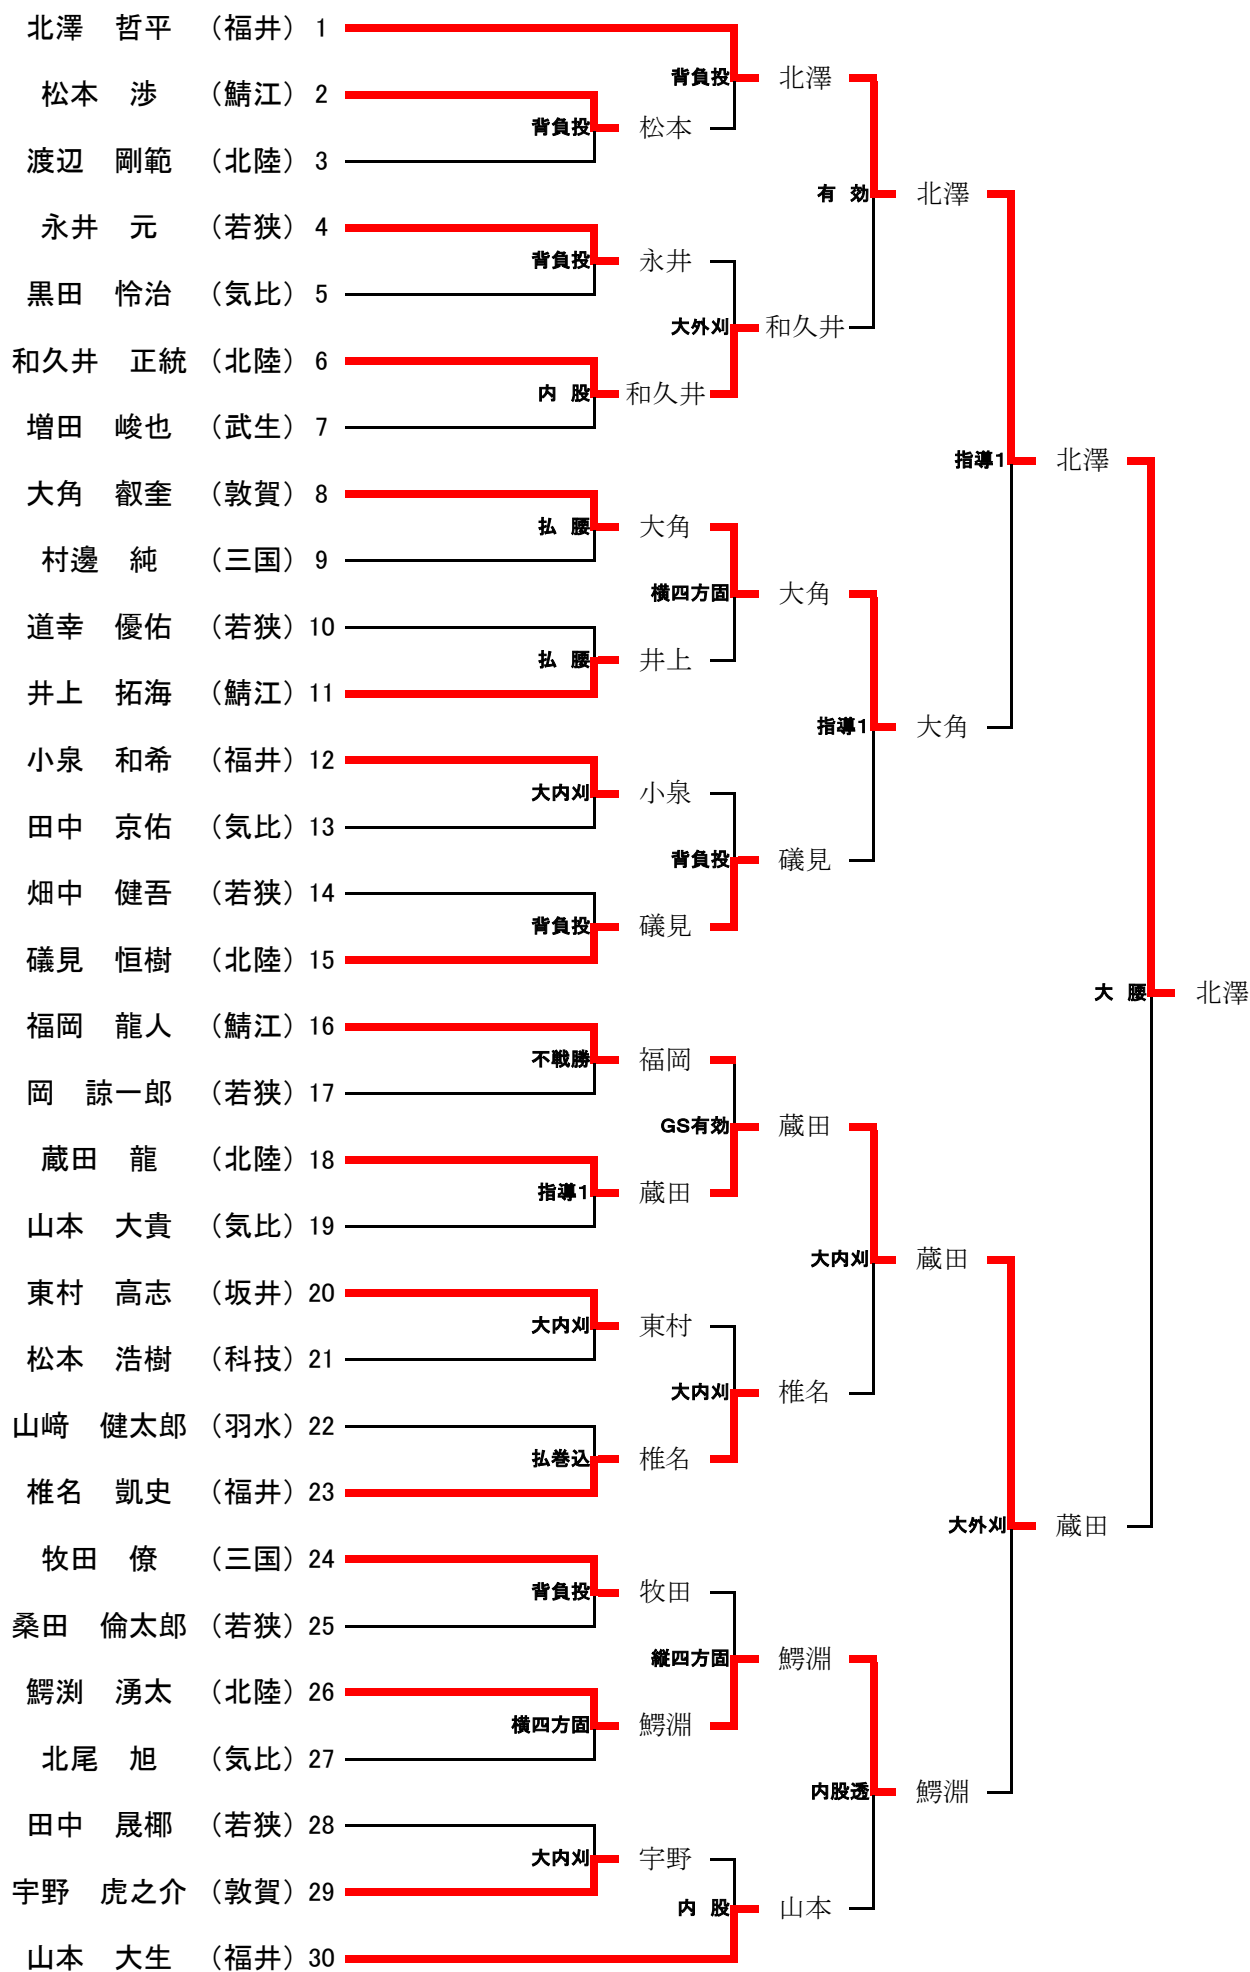 北澤　哲平　（福井） 1
背負投　北澤
松本　渉　（鯖江） 2
背負投　松本
渡辺　剛範　（北陸） 3
有　効　北澤
永井　元　（若狭） 4
背負投　永井
黒田　怜治　（気比） 5
大外刈　和久井
和久井　正統　（北陸） 6
内　股　和久井
増田　峻也　（武生） 7
指導1　北澤
大角　叡奎　（敦賀） 8
払　腰　大角
村邊　純　（三国） 9
横四方固　大角
道幸　優佑　（若狭） 10
払　腰　井上
井上　拓海　（鯖江） 11
指導1　大角
小泉　和希　（福井） 12
大内刈　小泉
田中　京佑　（気比） 13
背負投　礒見
畑中　健吾　（若狭） 14
背負投　礒見
礒見　恒樹　（北陸） 15
大　腰　北澤
福岡　龍人　（鯖江） 16
不戦勝　福岡
岡　諒一郎　（若狭） 17
GS有効　蔵田
蔵田　龍　（北陸） 18
指導1　蔵田
山本　大貴　（気比） 19
大内刈　蔵田
東村　高志　（坂井） 20
大内刈　東村
松本　浩樹　（科技） 21
大内刈　椎名
山﨑　健太郎　（羽水） 22
払巻込　椎名
椎名　凱史　（福井） 23
大外刈　蔵田
牧田　僚　（三国） 24
背負投　牧田
桑田　倫太郎　（若狭） 25
縦四方固　鰐淵
鰐渕　湧太　（北陸） 26
横四方固　鰐淵
北尾　旭　（気比） 27
内股透　鰐淵
田中　晟椰　（若狭） 28
大内刈　宇野
宇野　虎之介　（敦賀） 29
内　股　山本
山本　大生　（福井） 30